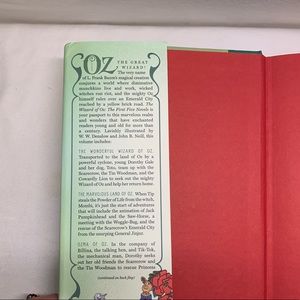 OZ
THE GREAT
WIZARD!
The very name
of L. Frank Baum's magical creation
conjures a world where diminutive
munchkins live and work, wicked
witches run riot, and the mighty Oz
himself rules over an Emerald City
reached by a yellow brick road. The
Wizard of Oz: The First Five Novels is
your passport to this marvelous realm
and wonders that have enchanted
readers young and old for more than
a century. Lavishly illustrated by
W. W. Denslow and John R. Neill, this
volume includes:
THE WONDERFUL WIZARD OF OZ.
Transported to the land of Oz by a
powerful cyclone, young Dorothy Gale
and her dog, Toto, team up with the
Scarecrow, the Tin Woodman, and the
Cowardly Lion to seek out the mighty
Wizard of Oz and help her return home.
THE MARVELOUS LAND OF OZ. When Tip
steals the Powder of Life from the witch,
Mombi, it's just the start of adventures
that will include the animation of Jack
Pumpkinhead and the Saw-Horse, a
meeting with the Woggle-Bug, and the
rescue of the Scarecrow's Emerald City
from the usurping General Jinjur.
OZMA OF OZ. In the company of
Billina, the talking hen, and Tik-Tok,
the mechanical man, Dorothy seeks
out her old friends the Scarecrow and
the Tin Woodman to rescue Princess
(continued on back flap)